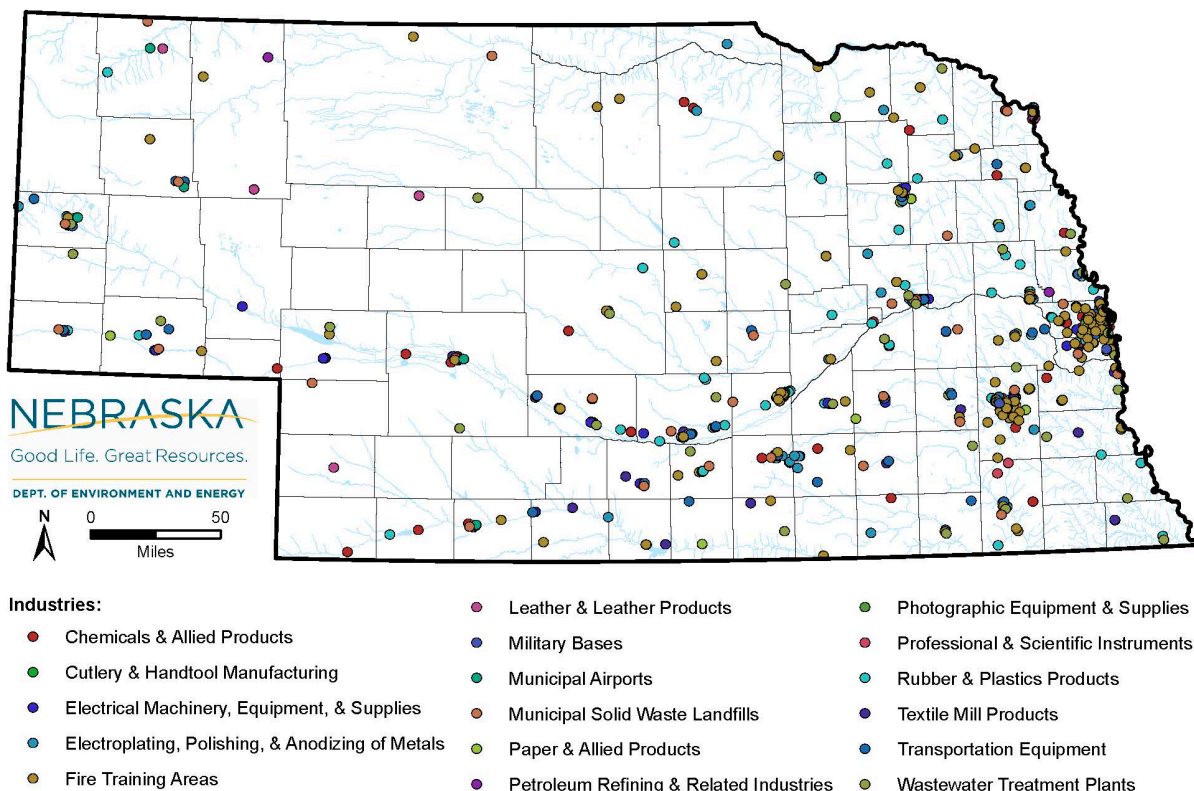 NEBRASKA
Good Life. Great Resources.
DEPT. OF ENVIRONMENT AND ENERGY
N
0 50
Miles
Industries:
Chemicals & Allied Products
Cutlery & Handtool Manufacturing
Electrical Machinery, Equipment, & Supplies
Electroplating, Polishing, & Anodizing of Metals
Fire Training Areas
Leather & Leather Products
Military Bases
Municipal Airports
Municipal Solid Waste Landfills
Paper & Allied Products
Petroleum Refining & Related Industries
Photographic Equipment & Supplies
Professional & Scientific Instruments
Rubber & Plastics Products
Textile Mill Products
Transportation Equipment
Wastewater Treatment Plants